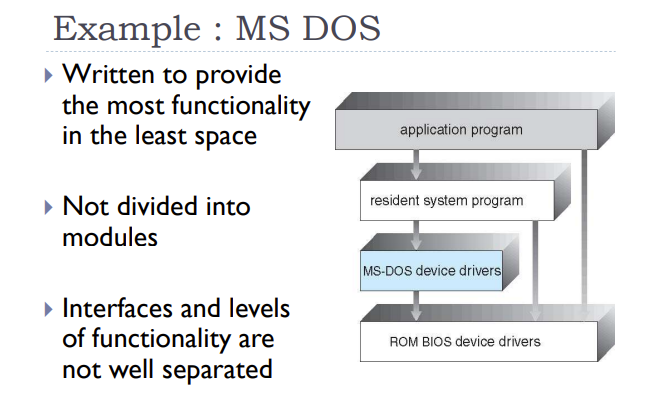 Example : MS DOS
Written to provide
the most functionality
in the least space
Not divided into
modules
Interfaces and levels
of functionality are
not well separated
application program
resident system program
MS-DOS device drivers
ROM BIOS device drivers